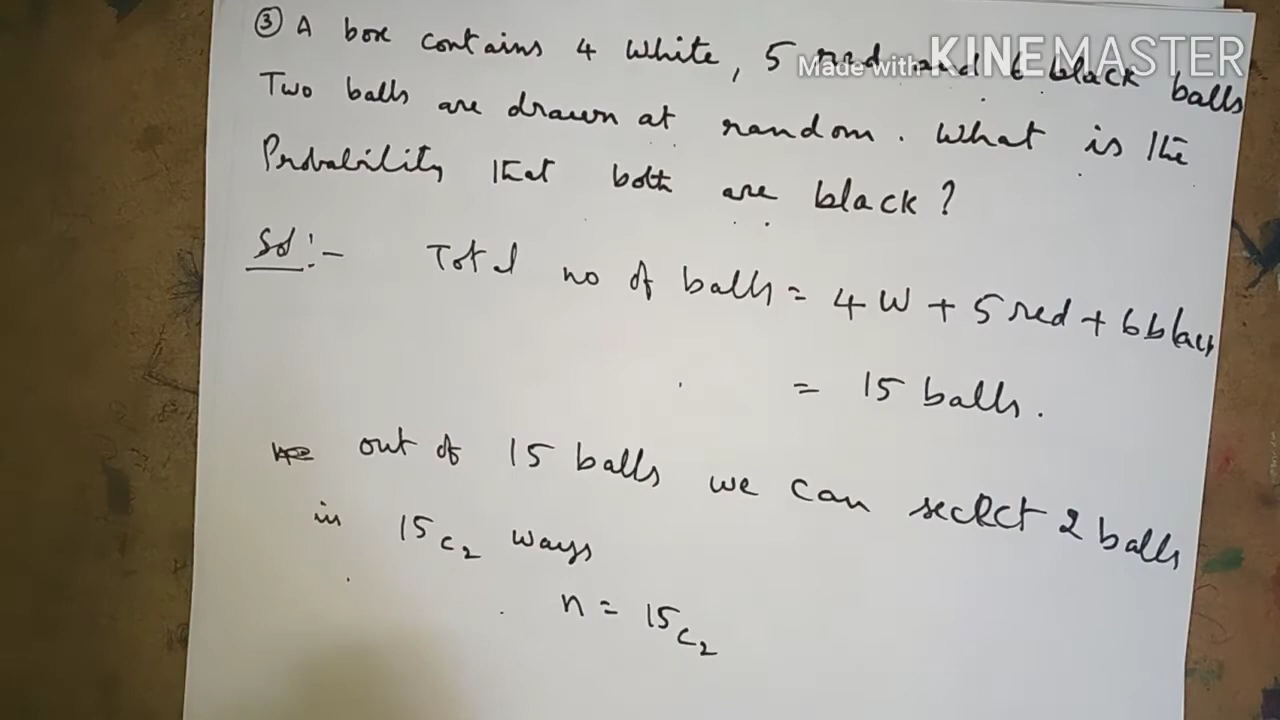 ③ A box contains 4 white, 5 red and 6 black balls
Made with KINEMASTER
Two balls are drawn at random. What is the
Probability that both are black?
Sol:- Total no of balls = 4 W + 5 red + 6 black
= 15 balls.
out of 15 balls we can select 2 balls
in 15c2 ways
n = 15c2